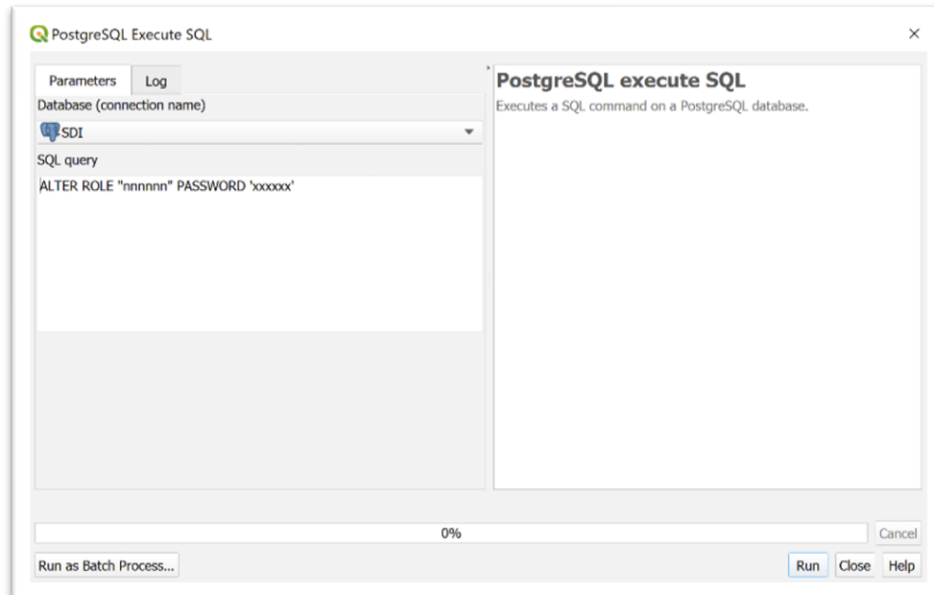 PostgreSQL Execute SQL
Parameters Log
Database (connection name)
SDI
SQL query
ALTER ROLE "nnnnnn" PASSWORD 'xxxxxx'
PostgreSQL execute SQL
Executes a SQL command on a PostgreSQL database.
0%
Cancel
Run as Batch Process...
Run Close Help